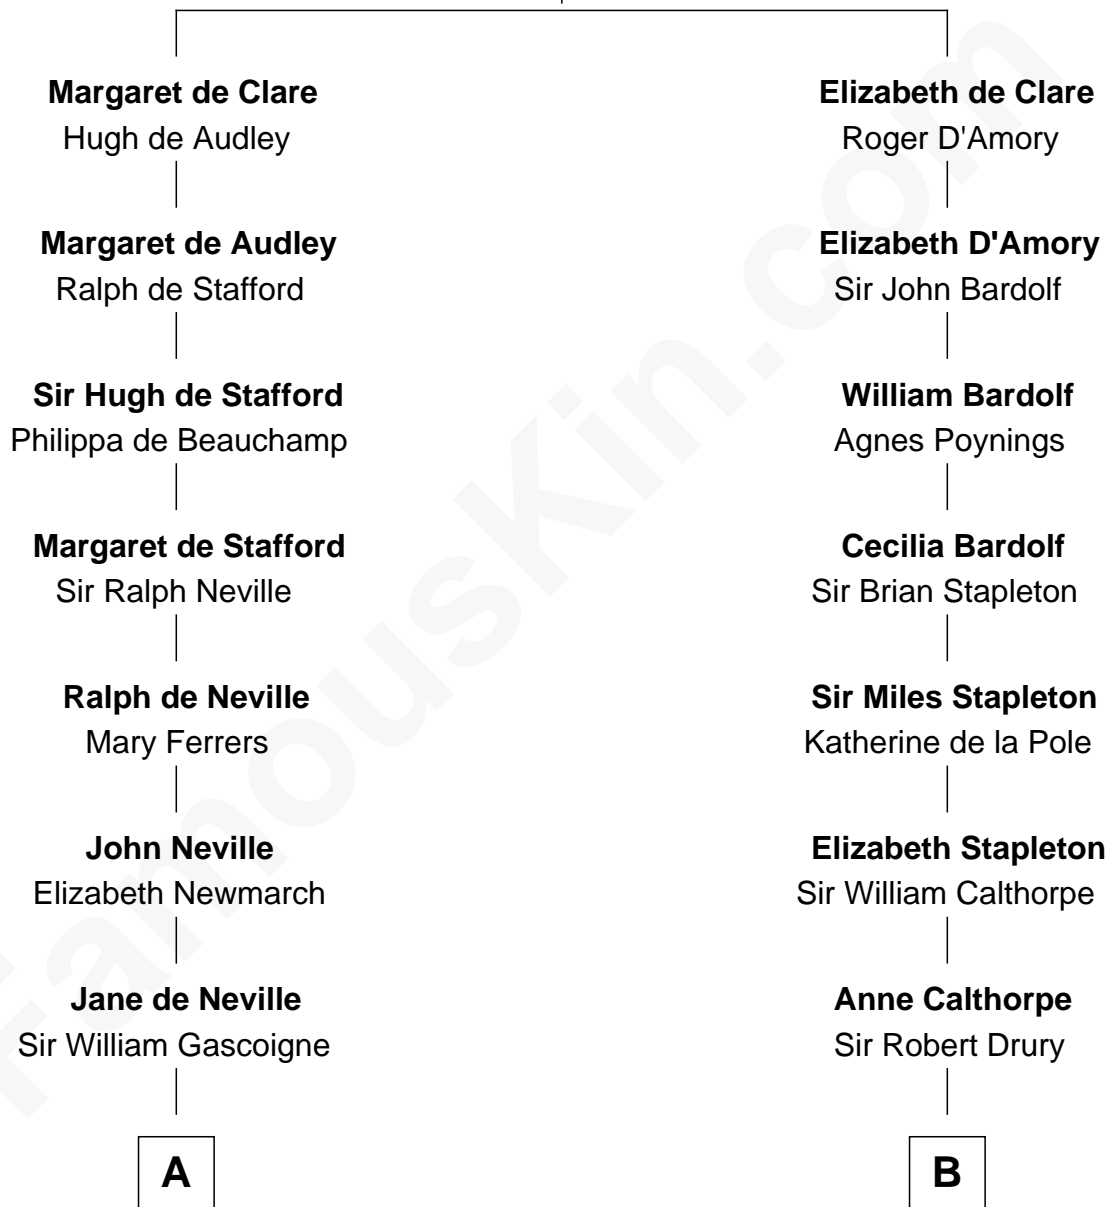 Margaret de Clare
Hugh de Audley
Margaret de Audley
Ralph de Stafford
Sir Hugh de Stafford
Philippa de Beauchamp
Margaret de Stafford
Sir Ralph Neville
Ralph de Neville
Mary Ferrers
John Neville
Elizabeth Newmarch
Jane de Neville
Sir William Gascoigne
A
Elizabeth de Clare
Roger D'Amory
Elizabeth D'Amory
Sir John Bardolf
William Bardolf
Agnes Poynings
Cecilia Bardolf
Sir Brian Stapleton
Sir Miles Stapleton
Katherine de la Pole
Elizabeth Stapleton
Sir William Calthorpe
Anne Calthorpe
Sir Robert Drury
B
FamousKin.com